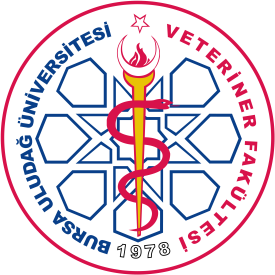 BURSA ULUDAĞ ÜNİVERSİTESİ
VETERİNER FAKÜLTESİ
1978